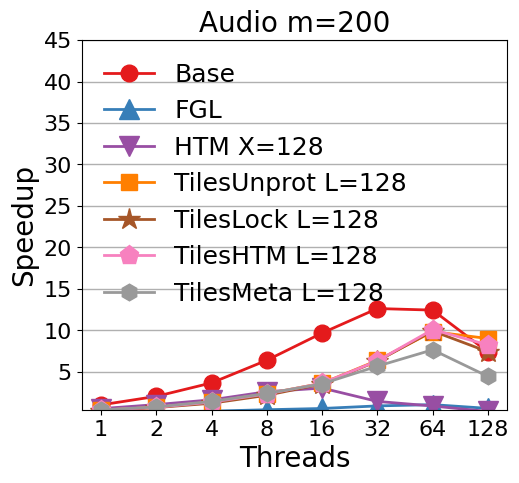 Audio m=200
Speedup
45
40
35
30
25
20
15
10
5
Base
FGL
HTM X=128
TilesUnprot L=128
TilesLock L=128
TilesHTM L=128
TilesMeta L=128
1 2 4 8 16 32 64 128
Threads